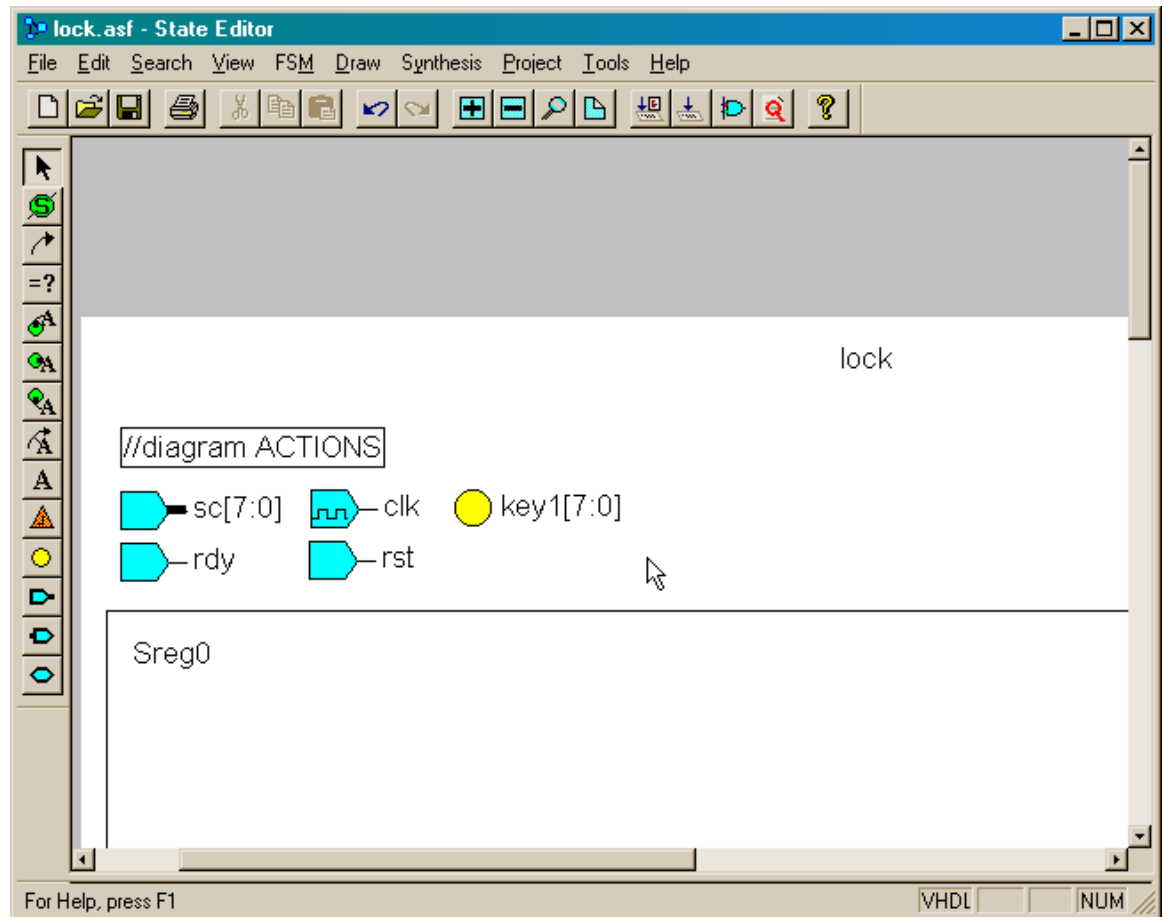 lock.asf - State Editor
File Edit Search View FSM Draw Synthesis Project Tools Help
=?
lock
//diagram ACTIONS
sc[7:0] clk key1[7:0]
rdy rst
Sreg0
For Help, press F1 VHDL NUM